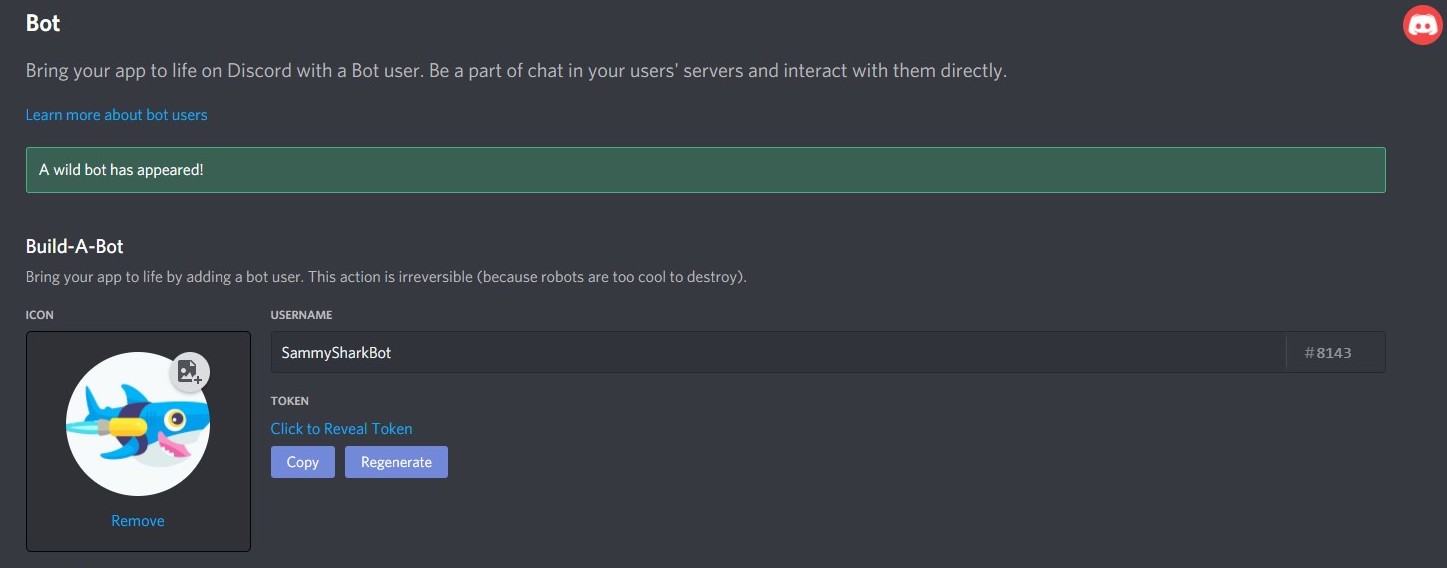 Bot
Bring your app to life on Discord with a Bot user. Be a part of chat in your users' servers and interact with them directly.
Learn more about bot users
A wild bot has appeared!
Build-A-Bot
Bring your app to life by adding a bot user. This action is irreversible (because robots are too cool to destroy).
ICON
USERNAME
SammySharkBot
#8143
TOKEN
Click to Reveal Token
Copy
Regenerate
Remove